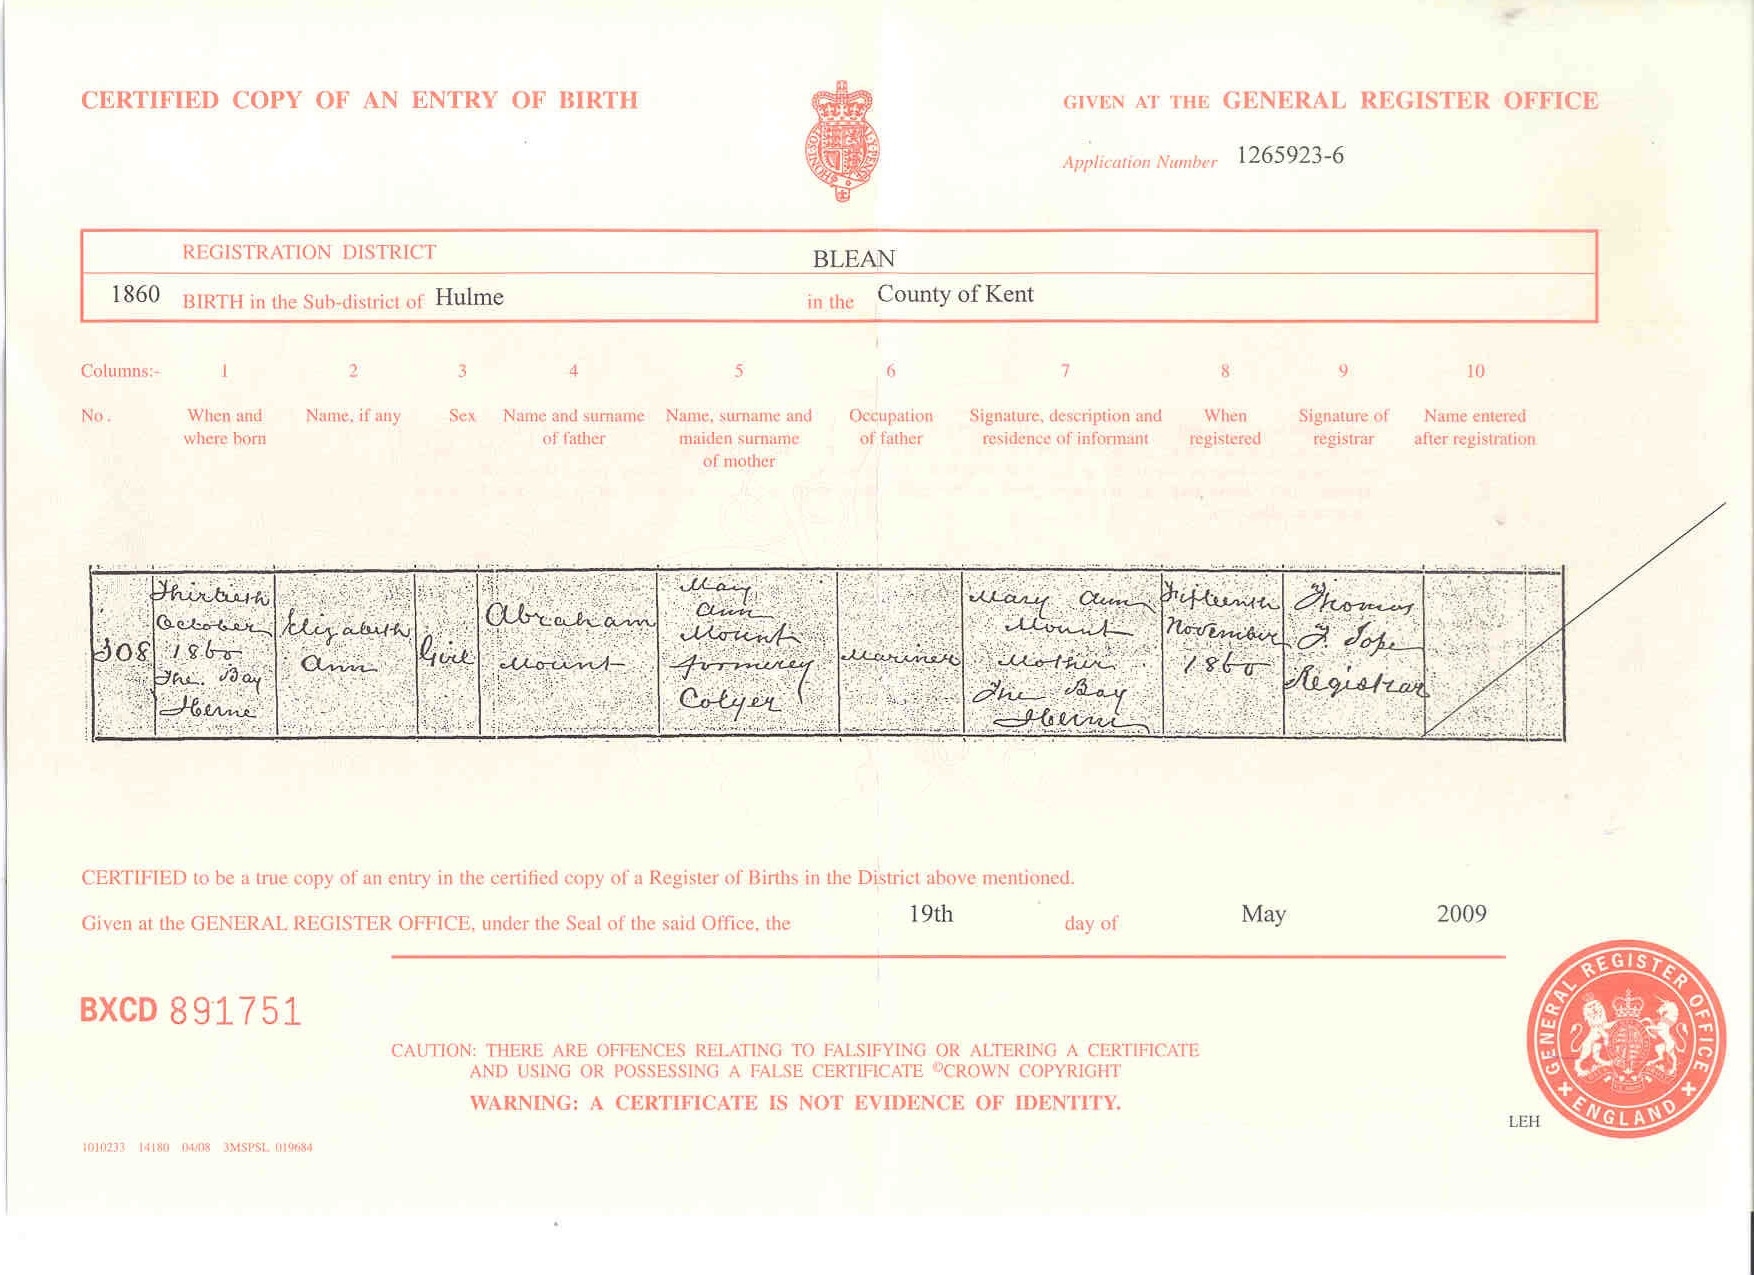 CERTIFIED COPY OF AN ENTRY OF BIRTH
GIVEN AT THE GENERAL REGISTER OFFICE
Application Number 1265923-6
REGISTRATION DISTRICT BLEAN
1860 BIRTH in the Sub-district of Hulme in the County of Kent
Columns:- 1 2 3 4 5 6 7 8 9 10
No. When and where born
Name, if any
Sex
Name and surname of father
Name, surname and maiden surname of mother
Occupation of father
Signature, description and residence of informant
When registered
Signature of registrar
Name entered after registration
308
Thirtieth
October
1860
The Bay
Herne
Elizabeth
Ann
Girl
Abraham
Mount
Mary
Ann
Mount
formerly
Colyer
Mariner
Mary Ann
Mount
Mother
The Bay
Herne
Fifteenth
November
1860
Thomas
Registrar
CERTIFIED to be a true copy of an entry in the certified copy of a Register of Births in the District above mentioned.
Given at the GENERAL REGISTER OFFICE, under the Seal of the said Office, the 19th day of May 2009
BXCD 891751
CAUTION: THERE ARE OFFENCES RELATING TO FALSIFYING OR ALTERING A CERTIFICATE
AND USING OR POSSESSING A FALSE CERTIFICATE ©CROWN COPYRIGHT
WARNING: A CERTIFICATE IS NOT EVIDENCE OF IDENTITY.
LEH
GENERAL REGISTER OFFICE
ENGLAND
1010233 14180 04/08 3MSPSL 019684